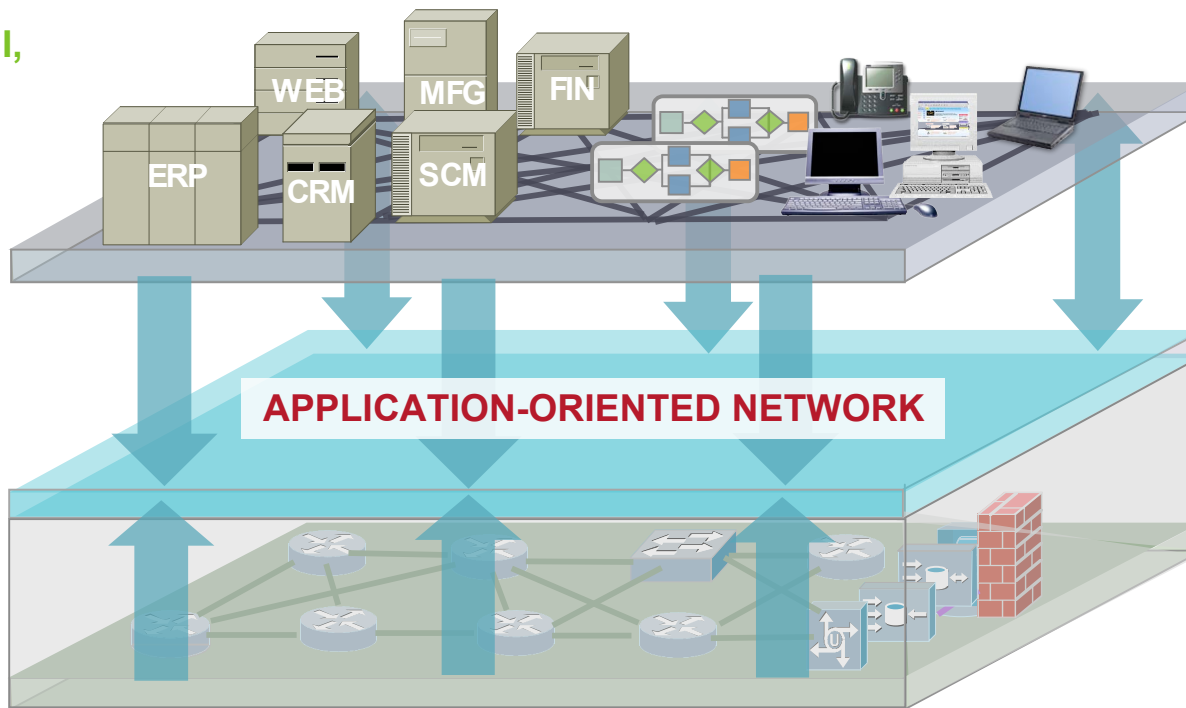 l,
WEB
MFG
FIN
ERP
CRM
SCM
APPLICATION-ORIENTED NETWORK
U